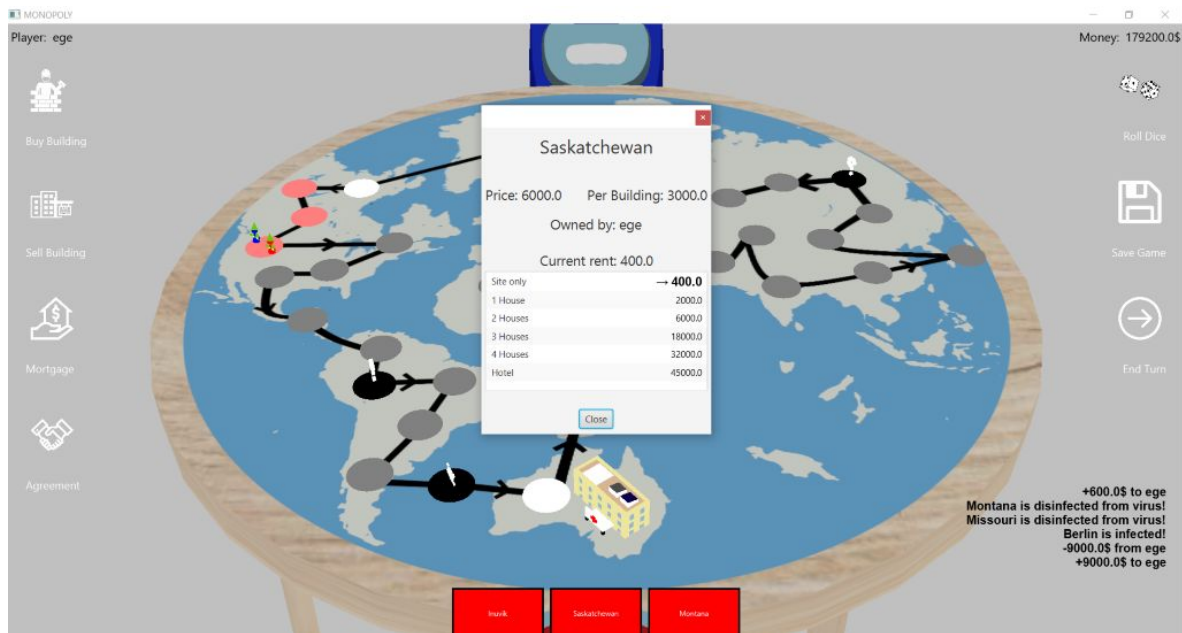 MONOPOLY
Player: ege
Money: 179200.0$
Buy Building
Sell Building
Mortgage
Agreement
Saskatchewan
Price: 6000.0 Per Building: 3000.0
Owned by: ege
Current rent: 400.0
Site only → 400.0
1 House 2000.0
2 Houses 6000.0
3 Houses 18000.0
4 Houses 32000.0
Hotel 45000.0
Close
Roll Dice
Save Game
End Turn
+600.0$ to ege
Montana is disinfected from virus!
Missouri is disinfected from virus!
Berlin is infected!
-9000.0$ from ege
+9000.0$ to ege
Inuvik Saskatchewan Montana